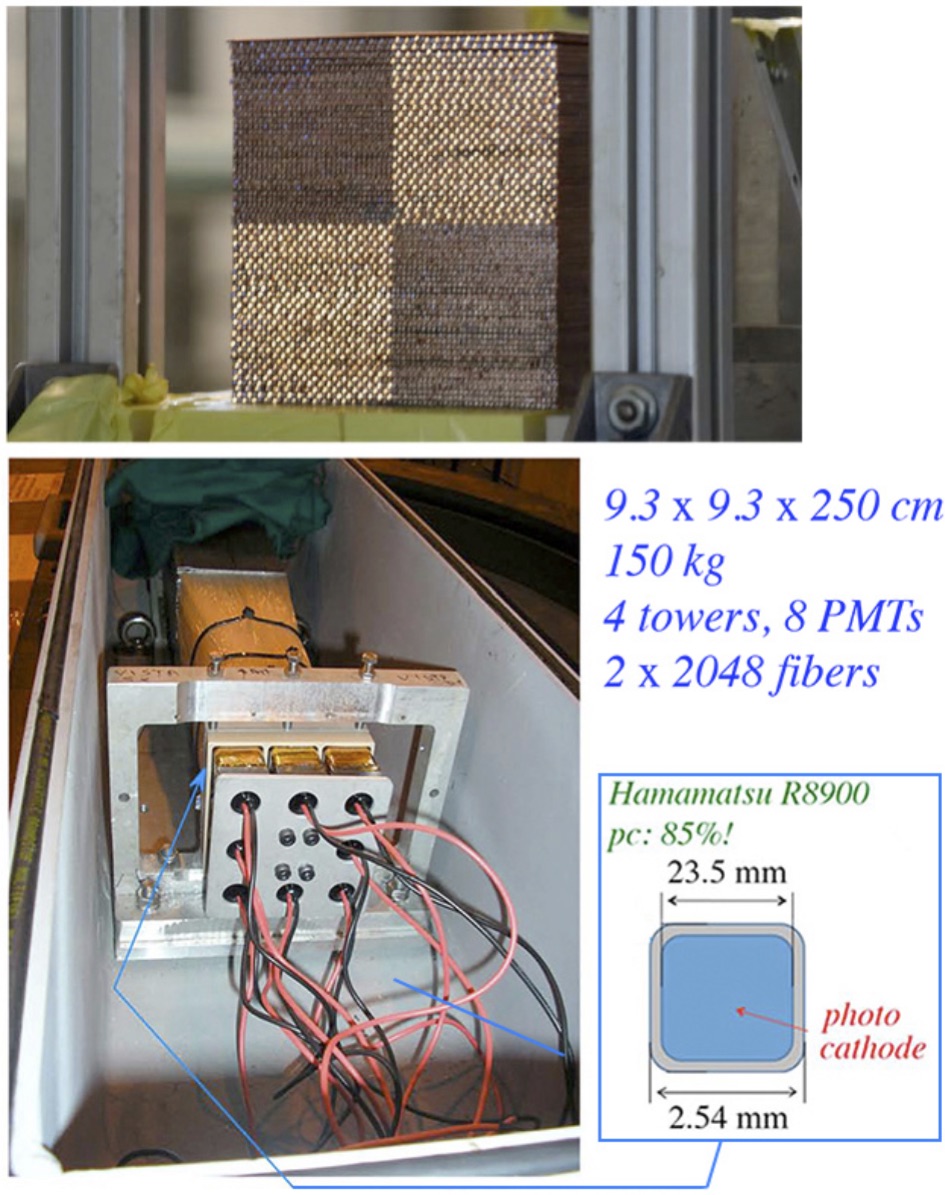 9.3 x 9.3 x 250 cm
150 kg
4 towers, 8 PMTs
2 x 2048 fibers
Hamamatsu R8900
pc: 85%!
23.5 mm
photo
cathode
2.54 mm